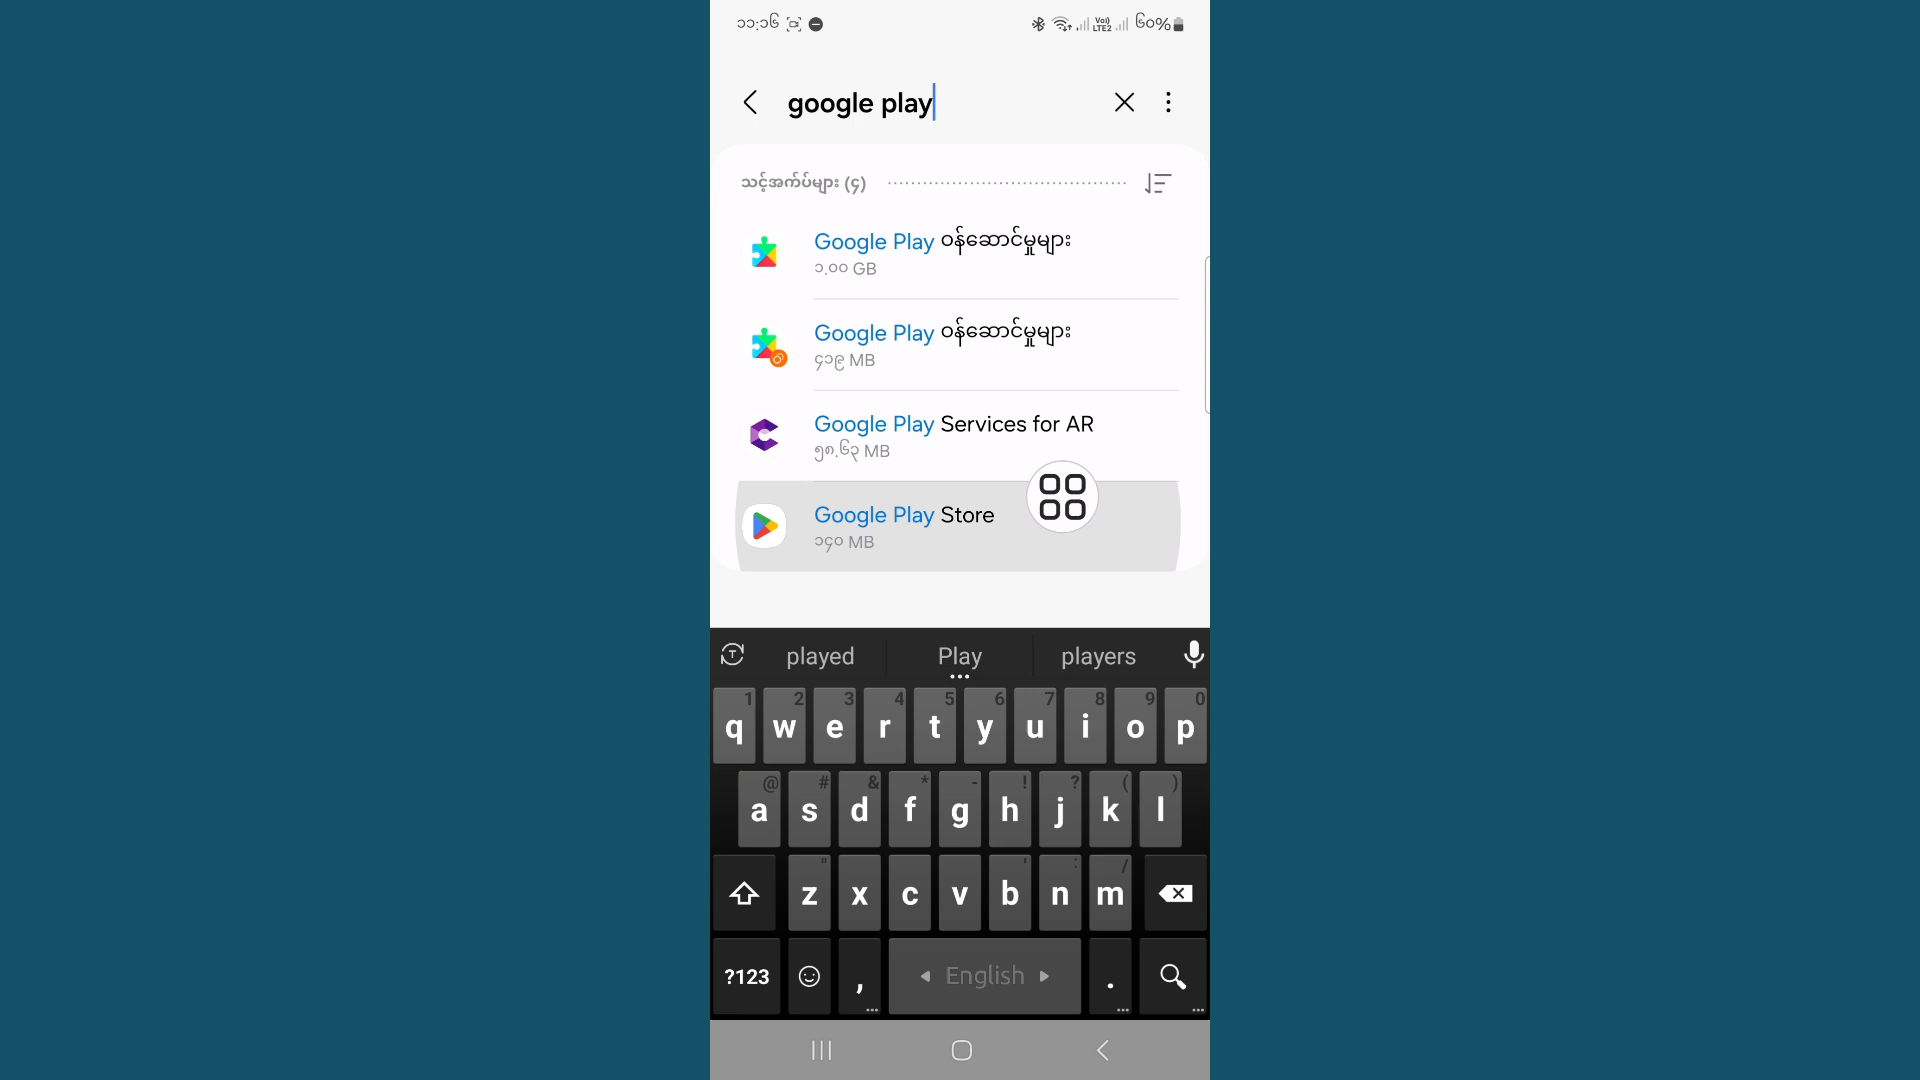 ၁၁:၁၆
Vo))
LTE2
၆၀%
google play
သင့်အက်ပ်များ (၄)
Google Play ဝန်ဆောင်မှုများ
၁.၀၀ GB
Google Play ဝန်ဆောင်မှုများ
၄၁၉ MB
Google Play Services for AR
၅၈.၆၃ MB
Google Play Store
၁၄၀ MB
T played Play players
1 2 3 4 5 6 7 8 9 0
q w e r t y u i o p
@ # & * - ! ? ( )
a s d f g h j k l
" ' : /
z x c v b n m
?123 , English .